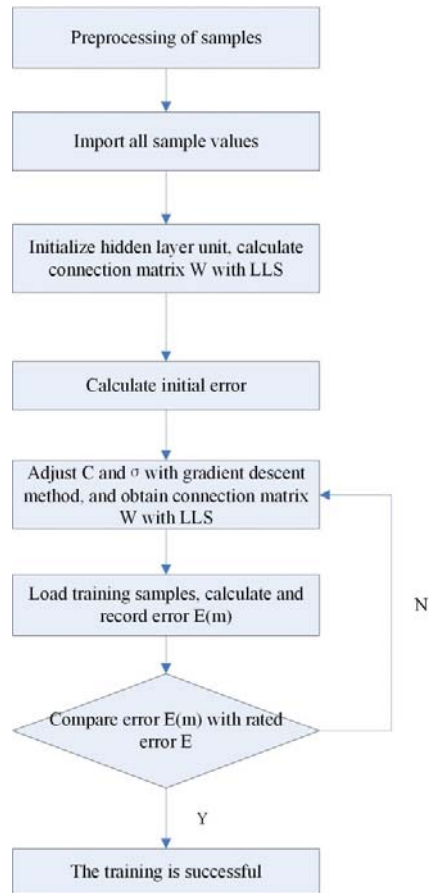 Preprocessing of samples
Import all sample values
Initialize hidden layer unit, calculate
connection matrix W with LLS
Calculate initial error
Adjust C and σ with gradient descent
method, and obtain connection matrix
W with LLS
Load training samples, calculate and
record error E(m)
N
Compare error E(m) with rated
error E
Y
The training is successful